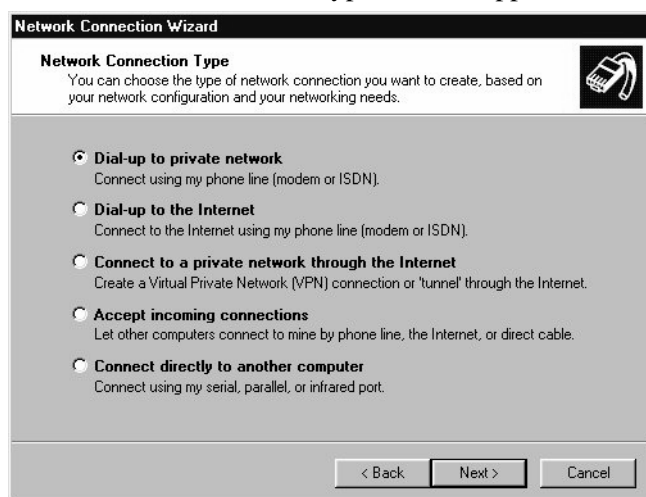 Network Connection Wizard
Network Connection Type
You can choose the type of network connection you want to create, based on
your network configuration and your networking needs.
Dial-up to private network
Connect using my phone line (modem or ISDN).
Dial-up to the Internet
Connect to the Internet using my phone line (modem or ISDN).
Connect to a private network through the Internet
Create a Virtual Private Network (VPN) connection or 'tunnel' through the Internet.
Accept incoming connections
Let other computers connect to mine by phone line, the Internet, or direct cable.
Connect directly to another computer
Connect using my serial, parallel, or infrared port.
< Back Next > Cancel